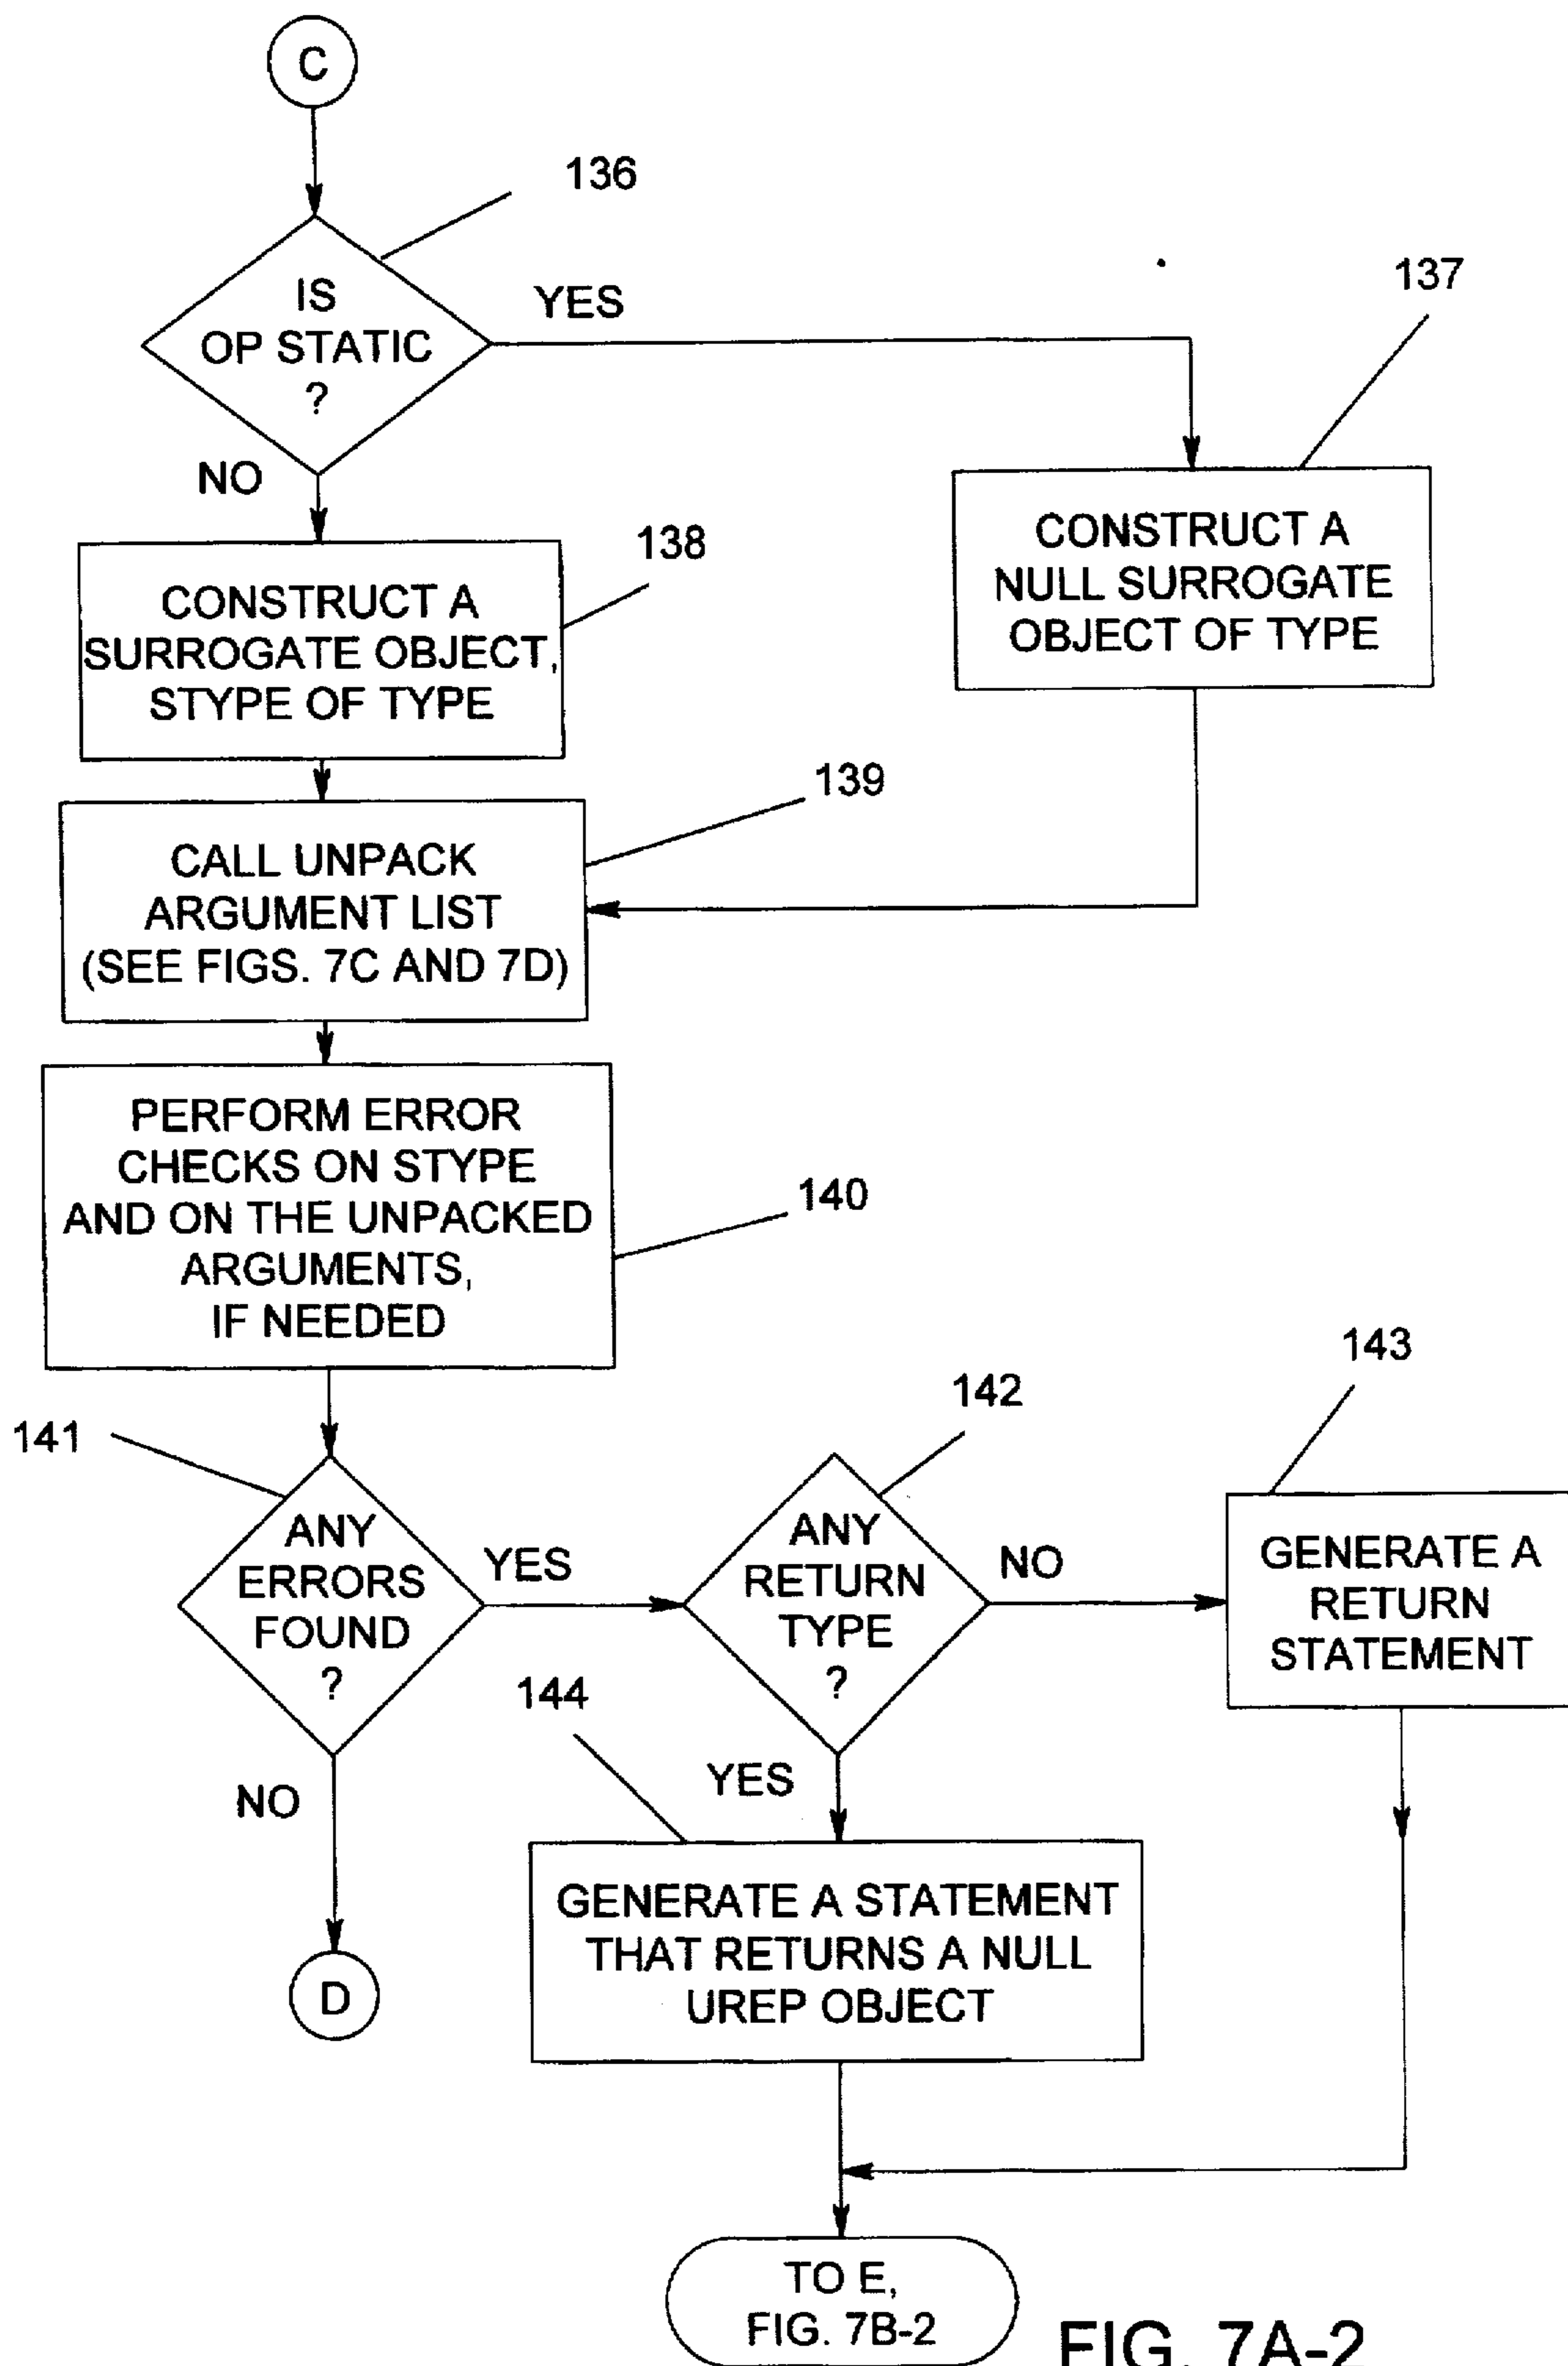 C
136
IS
OP STATIC
?
YES
137
NO
CONSTRUCT A
NULL SURROGATE
OBJECT OF TYPE
138
CONSTRUCT A
SURROGATE OBJECT,
STYPE OF TYPE
139
CALL UNPACK
ARGUMENT LIST
(SEE FIGS. 7C AND 7D)
PERFORM ERROR
CHECKS ON STYPE
AND ON THE UNPACKED
ARGUMENTS,
IF NEEDED
140
141
ANY
ERRORS
FOUND
?
YES
142
ANY
RETURN
TYPE
?
NO
143
GENERATE A
RETURN
STATEMENT
144
YES
NO
GENERATE A STATEMENT
THAT RETURNS A NULL
UREP OBJECT
D
TO E,
FIG. 7B-2
FIG. 7A-2